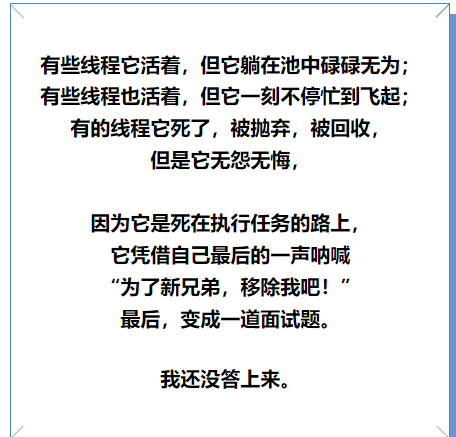 有些线程它活着，但它躺在池中碌碌无为；
有些线程也活着，但它一刻不停忙到飞起；
有的线程它死了，被抛弃，被回收，
但是它无怨无悔，
因为它是死在执行任务的路上，
它凭借自己最后的一声呐喊
“为了新兄弟，移除我吧！”
最后，变成一道面试题。
我还没答上来。